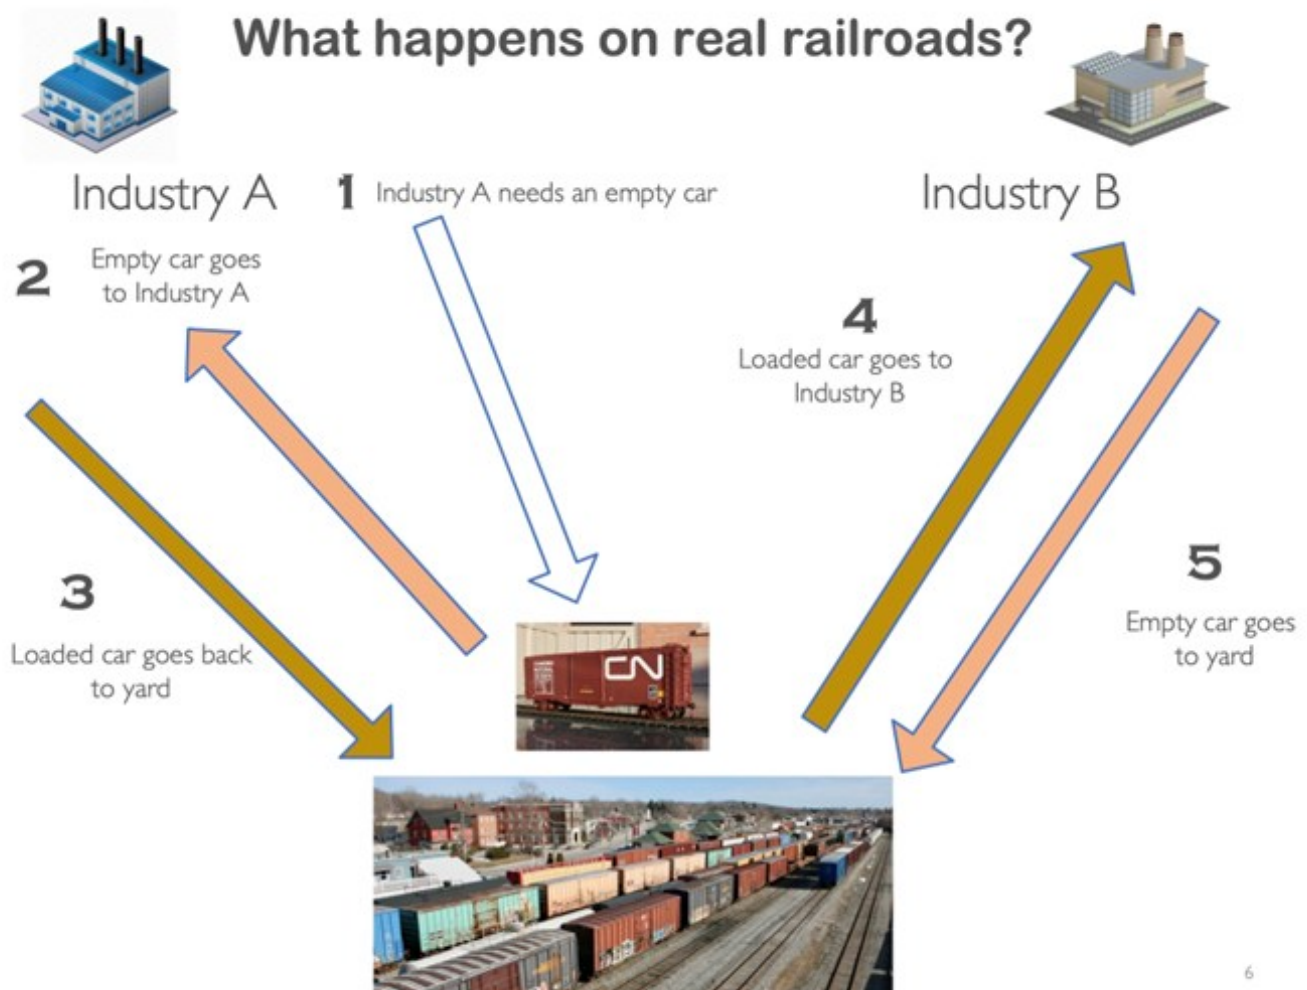 What happens on real railroads?
Industry A
1 Industry A needs an empty car
Industry B
2
Empty car goes
to Industry A
4
Loaded car goes to
Industry B
3
Loaded car goes back
to yard
5
Empty car goes
to yard
CN
6